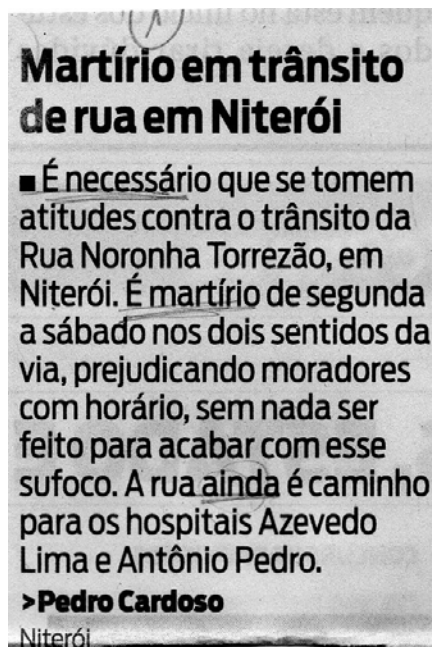 Martírio em trânsito
de rua em Niterói
■ É necessário que se tomem
atitudes contra o trânsito da
Rua Noronha Torrezão, em
Niterói. É martírio de segunda
a sábado nos dois sentidos da
via, prejudicando moradores
com horário, sem nada ser
feito para acabar com esse
sufoco. A rua ainda é caminho
para os hospitais Azevedo
Lima e Antônio Pedro.
>Pedro Cardoso
Niterói